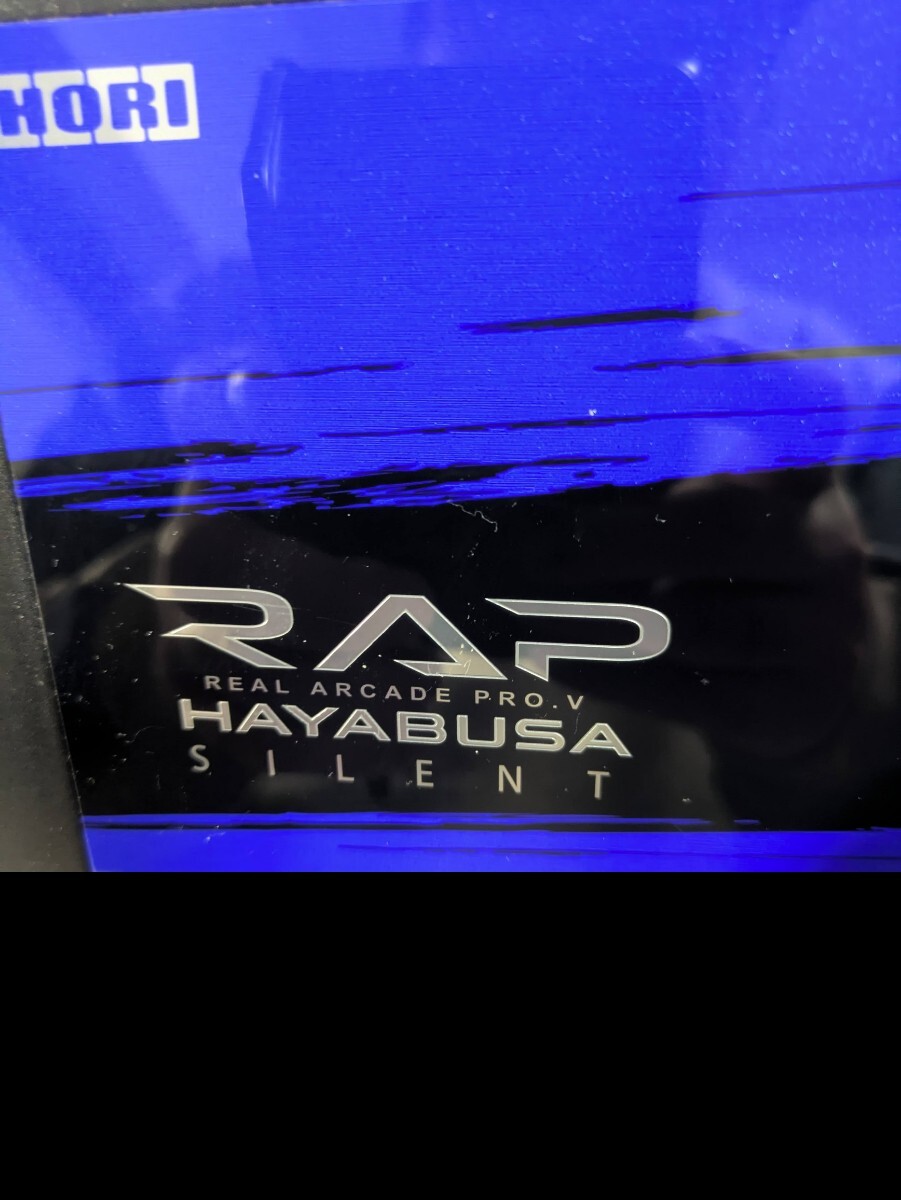 HORI
RAP
REAL ARCADE PRO.V
HAYABUSA
SILENT